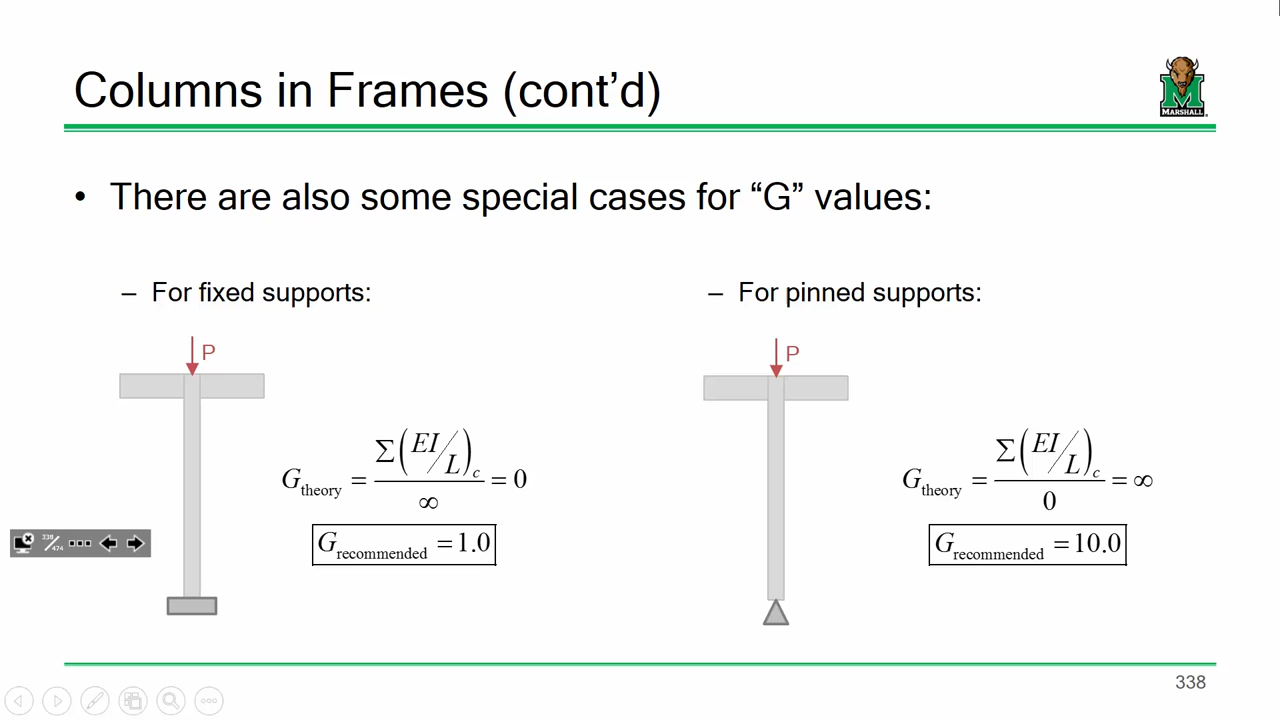 Columns in Frames (cont’d)
MARSHALL
• There are also some special cases for “G” values:
– For fixed supports:
– For pinned supports:
P
P
G_theory = Σ(EI/L)_c / ∞ = 0
G_theory = Σ(EI/L)_c / 0 = ∞
G_recommended = 1.0
G_recommended = 10.0
338/474
338